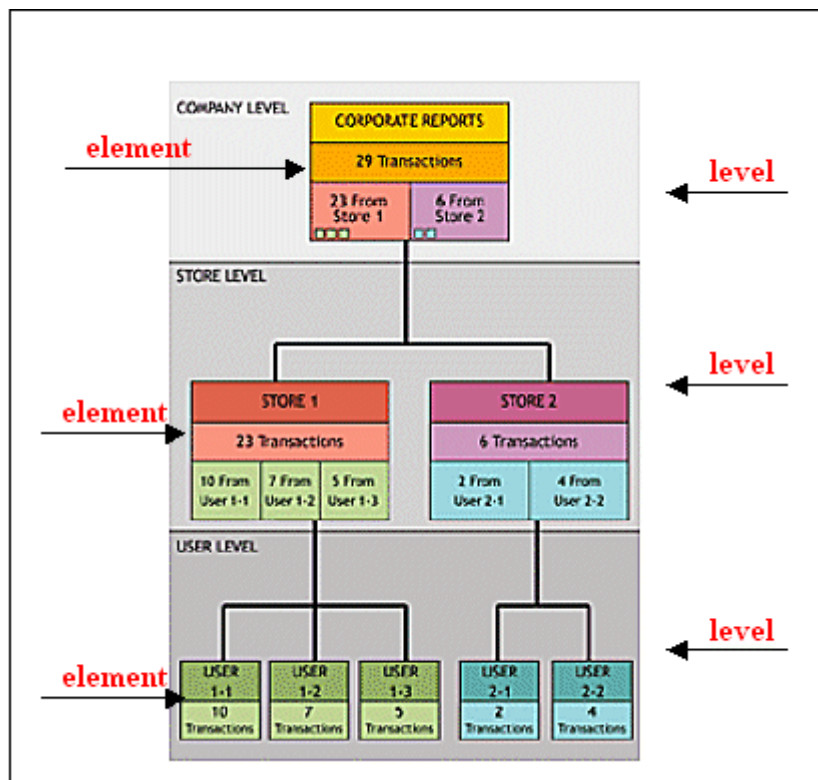 COMPANY LEVEL
CORPORATE REPORTS
element
29 Transactions
level
23 From
Store 1
6 From
Store 2
STORE LEVEL
level
element
STORE 1
STORE 2
23 Transactions
6 Transactions
10 From
User 1-1
7 From
User 1-2
5 From
User 1-3
2 From
User 2-1
4 From
User 2-2
USER LEVEL
level
element
USER
1-1
10
Transactions
USER
1-2
7
Transactions
USER
1-3
5
Transactions
USER
2-1
2
Transactions
USER
2-2
4
Transactions